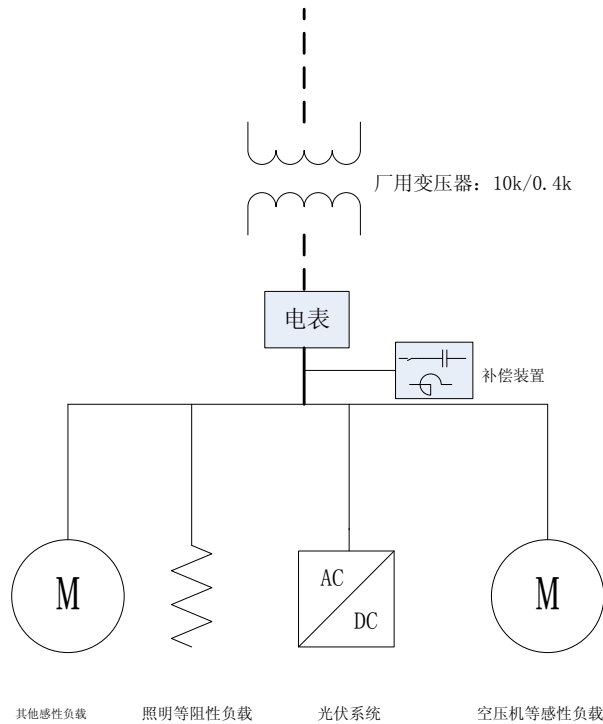 厂用变压器：10k/0.4k
电表
补偿装置
M
AC
DC
M
其他感性负载
照明等阻性负载
光伏系统
空压机等感性负载